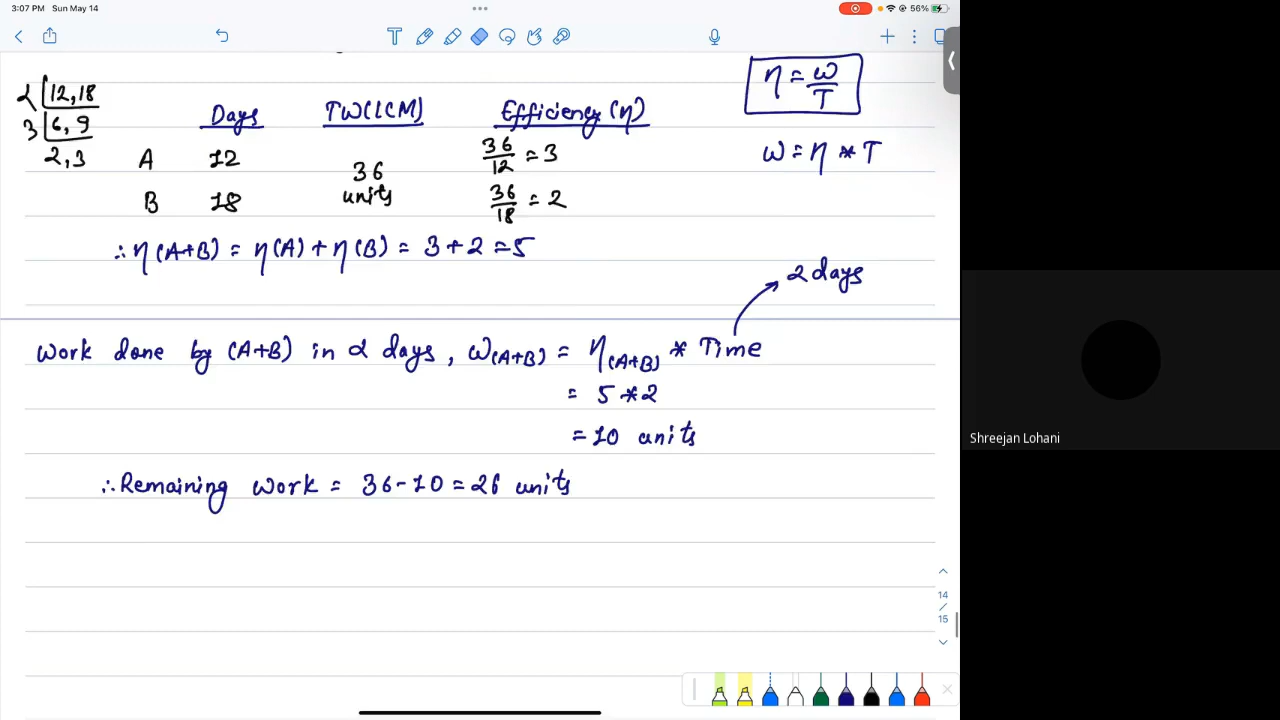 3:07 PM Sun May 14
56%
2 12, 18
3 6, 9
2, 3
η = w/T
w = η * T
Days TW(LCM) Efficiency (η)
A 12 36/12 = 3
36 units
B 18 36/18 = 2
∴ η(A+B) = η(A) + η(B) = 3 + 2 = 5
2 days
Work done by (A+B) in 2 days, w(A+B) = η(A+B) * Time
= 5 * 2
= 10 units
∴ Remaining work = 36 - 10 = 26 units
Shreejan Lohani
14
/
15